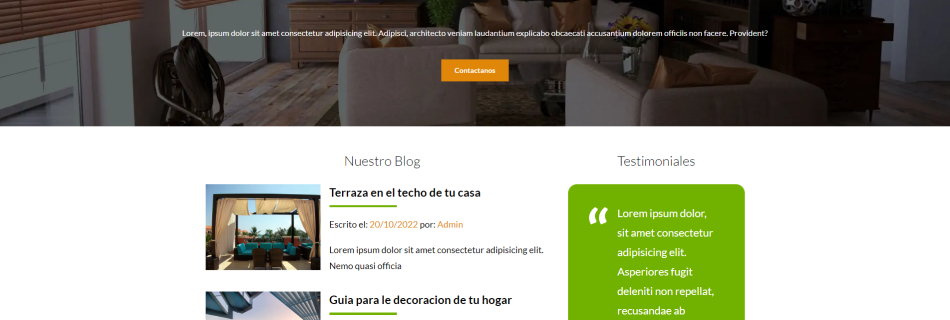 Lorem, ipsum dolor sit amet consectetur adipisicing elit. Adipisci, architecto veniam laudantium explicabo obcaecati accusantium dolorem officiis non facere. Provident?
Contactanos
Nuestro Blog
Terraza en el techo de tu casa
Escrito el: 20/10/2022 por: Admin
Lorem ipsum dolor sit amet consectetur adipisicing elit.
Nemo quasi officia
Guia para le decoracion de tu hogar
Testimoniales
“ Lorem ipsum dolor,
sit amet consectetur
adipisicing elit.
Asperiores fugit
deleniti non repellat,
recusandae ab